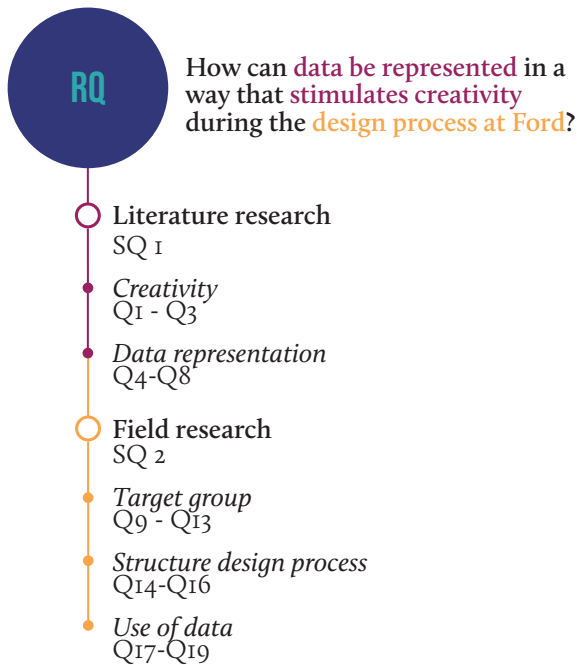 RQ
How can data be represented in a
way that stimulates creativity
during the design process at Ford?
Literature research
SQ 1
Creativity
Q1 - Q3
Data representation
Q4-Q8
Field research
SQ 2
Target group
Q9 - Q13
Structure design process
Q14-Q16
Use of data
Q17-Q19